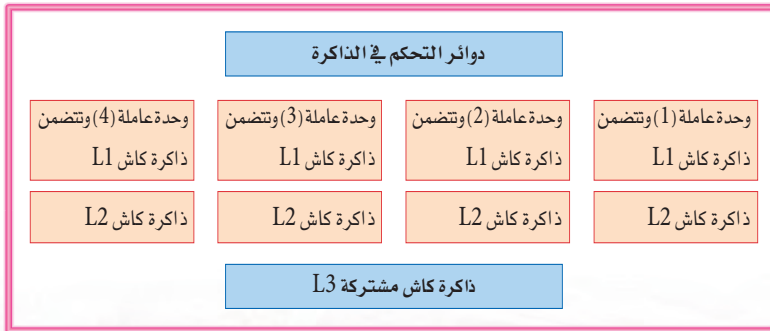 دوائر التحكم في الذاكرة
وحدة عاملة (1) وتتضمن
ذاكرة كاش L1
وحدة عاملة (2) وتتضمن
ذاكرة كاش L1
وحدة عاملة (3) وتتضمن
ذاكرة كاش L1
وحدة عاملة (4) وتتضمن
ذاكرة كاش L1
ذاكرة كاش L2
ذاكرة كاش L2
ذاكرة كاش L2
ذاكرة كاش L2
ذاكرة كاش مشتركة L3